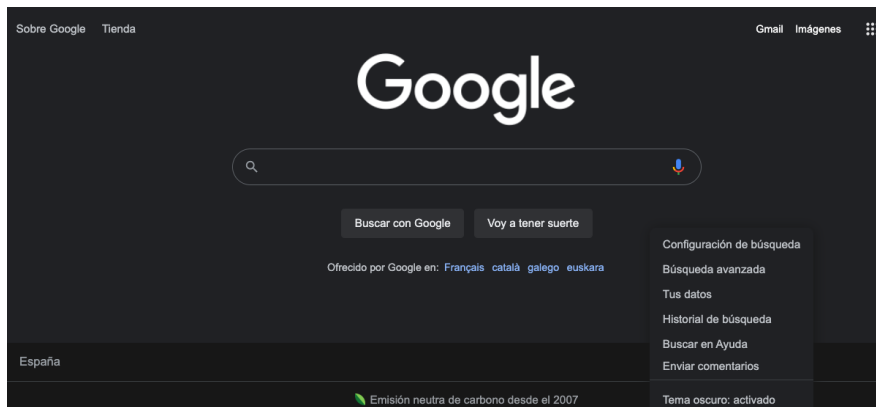 Sobre Google Tienda Gmail Imágenes
Google
Buscar con Google Voy a tener suerte
Ofrecido por Google en: Français català galego euskara
Configuración de búsqueda
Búsqueda avanzada
Tus datos
Historial de búsqueda
Buscar en Ayuda
Enviar comentarios
Tema oscuro: activado
España
Emisión neutra de carbono desde el 2007